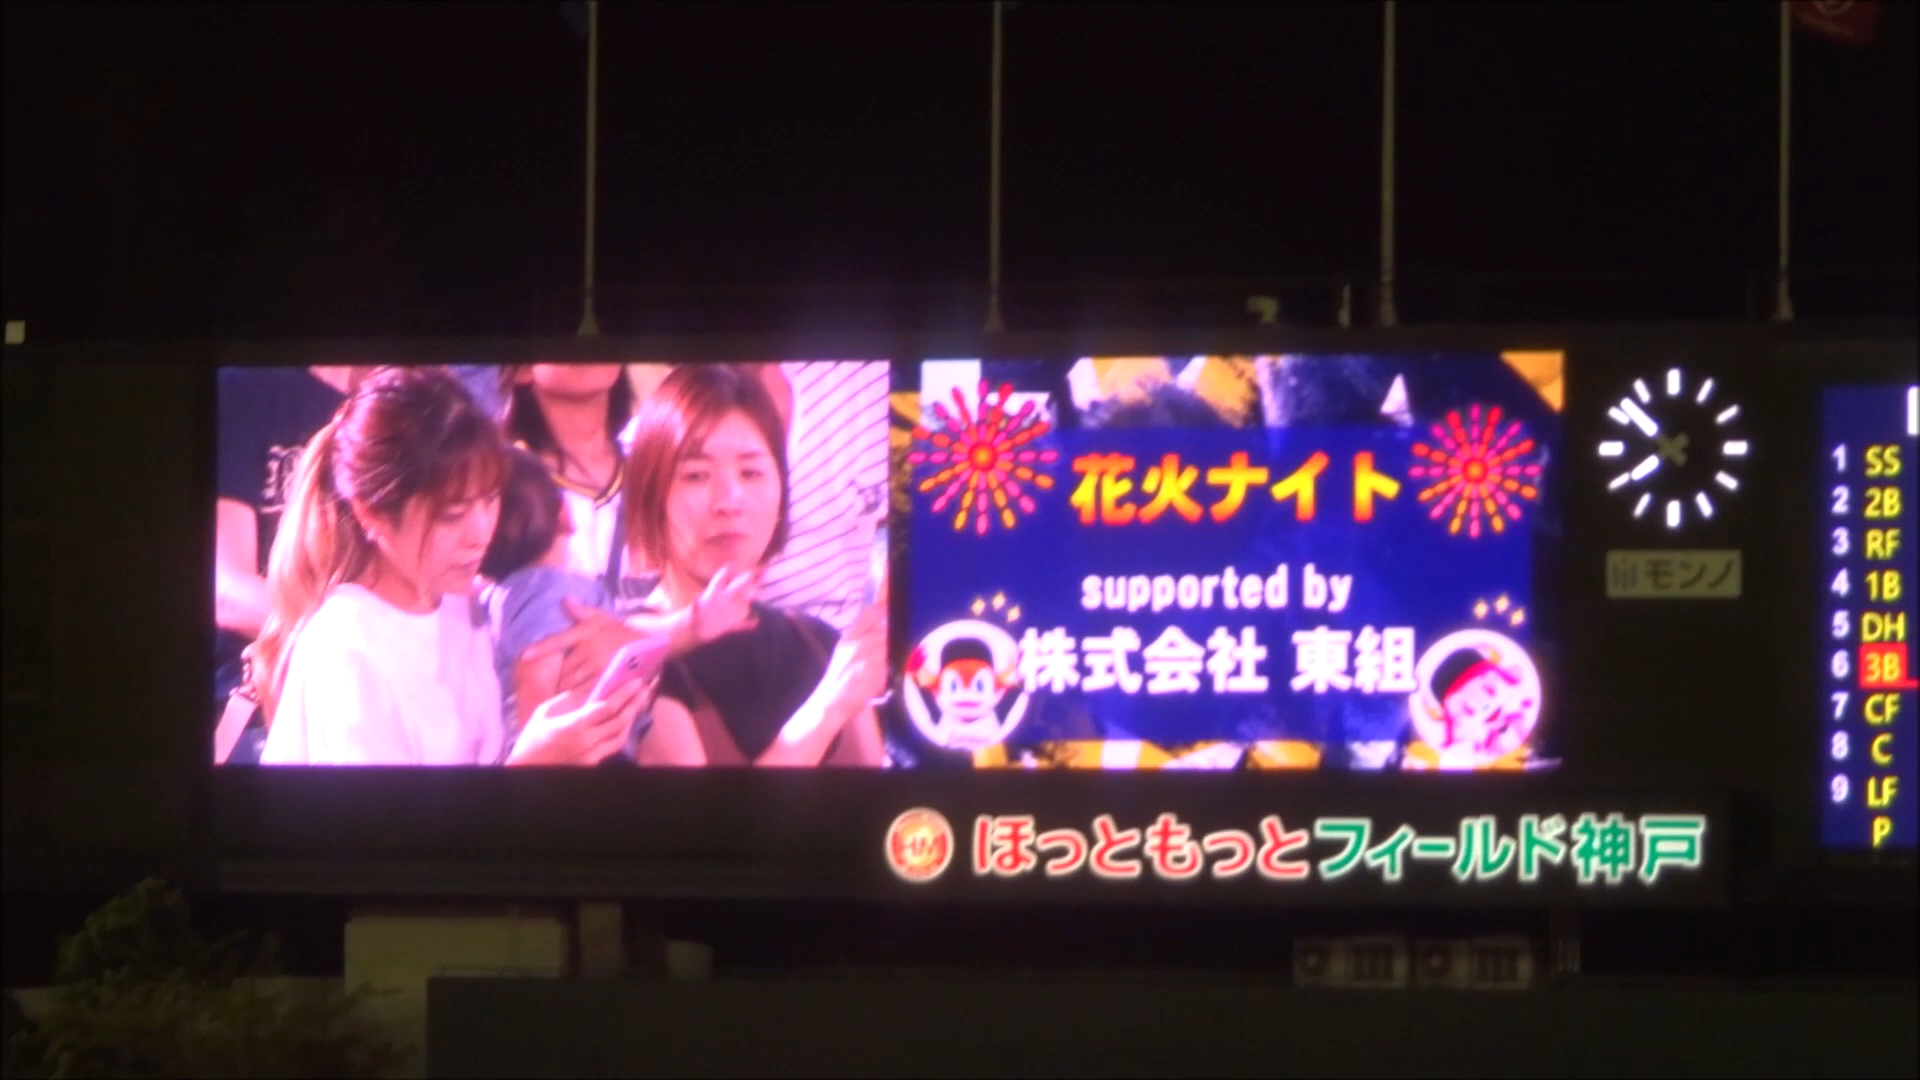 花火ナイト
supported by
株式会社 東組
モンノ
HM ほっともっとフィールド神戸
1 SS
2 2B
3 RF
4 1B
5 DH
6 3B
7 CF
8 C
9 LF
P